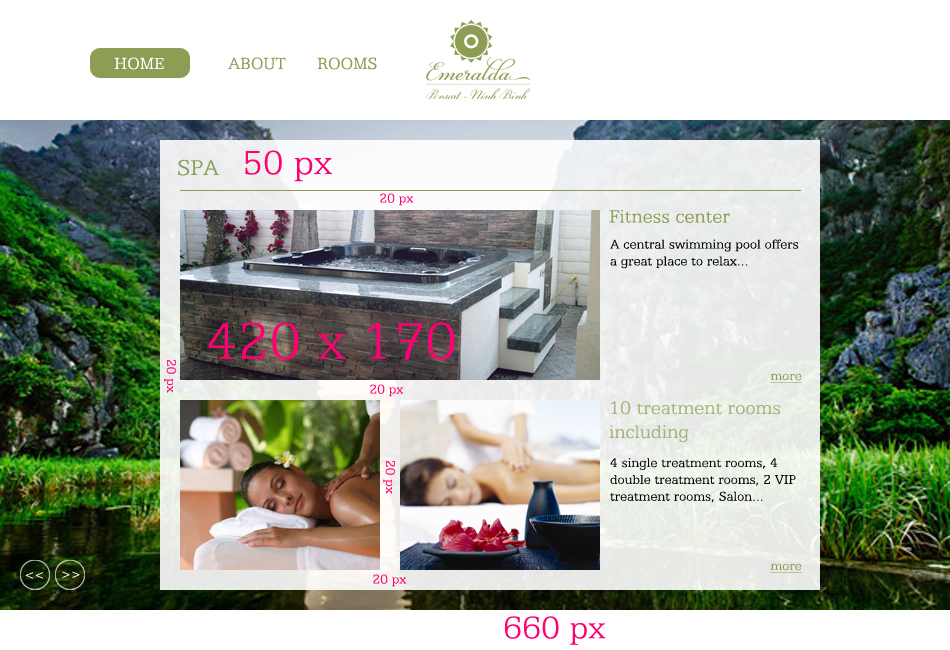 HOME
ABOUT
ROOMS
Emeralda
Resort - Ninh Binh
SPA
50 px
20 px
Fitness center
A central swimming pool offers
a great place to relax...
420 x 170
20 px
more
20 px
10 treatment rooms
including
4 single treatment rooms, 4
double treatment rooms, 2 VIP
treatment rooms, Salon...
20 px
more
20 px
<< >>
660 px